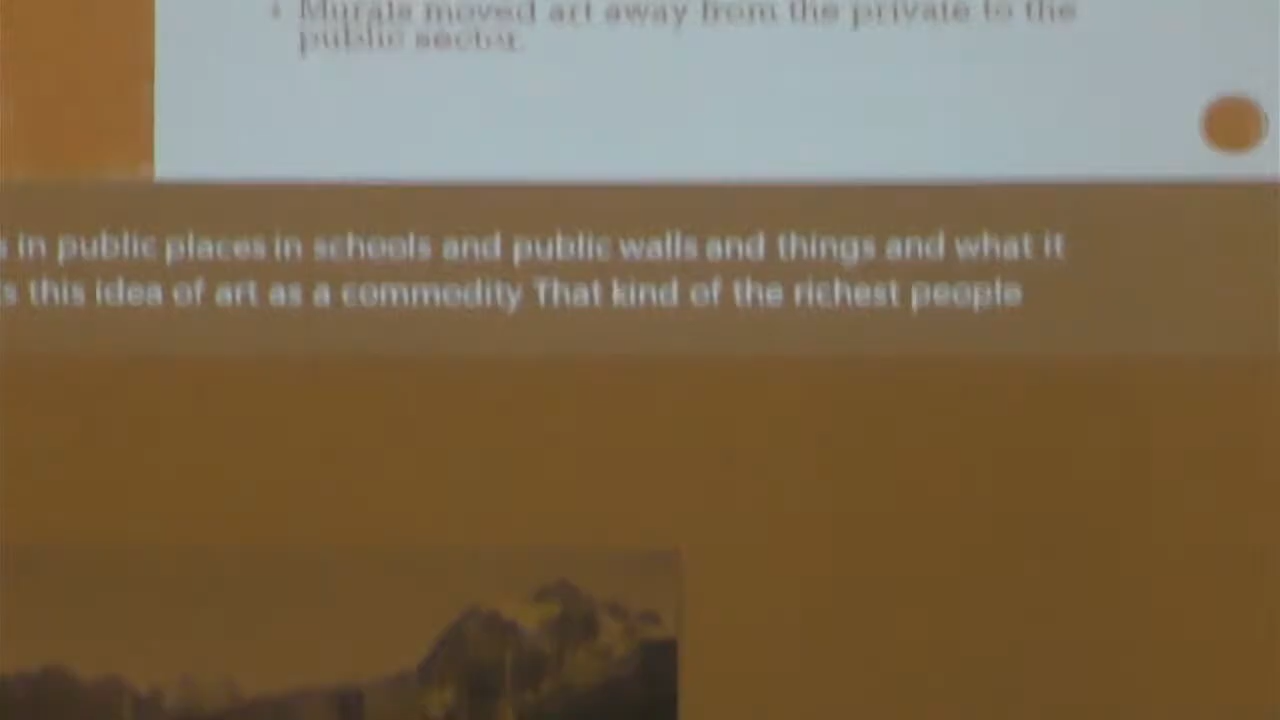 Murals moved art away from the private to the
public sector.
in public places in schools and public walls and things and what it
this idea of art as a commodity That kind of the richest people